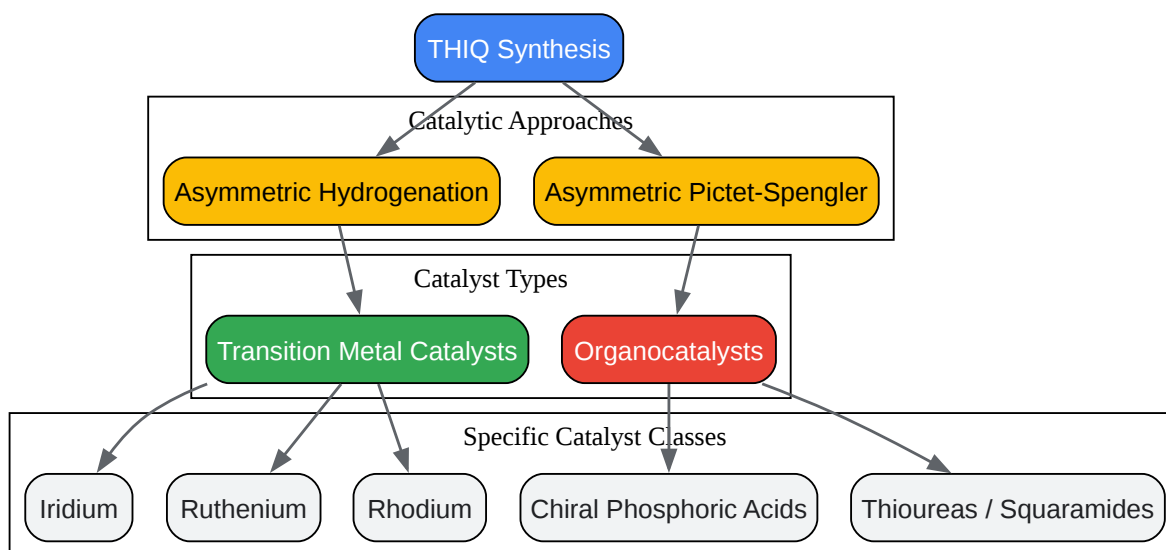 THIQ Synthesis
Catalytic Approaches
Asymmetric Hydrogenation
Asymmetric Pictet-Spengler
Catalyst Types
Transition Metal Catalysts
Organocatalysts
Specific Catalyst Classes
Iridium
Ruthenium
Rhodium
Chiral Phosphoric Acids
Thioureas / Squaramides